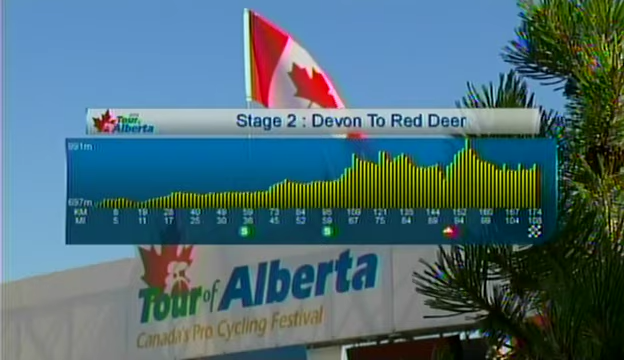 Stage 2 : Devon To Red Deer
Tour of
Alberta
991m
697m
KM 8 19 28 40 49 59 73 84 95 109 121 135 144 152 160 167 174
MI 5 11 17 25 30 36 45 52 59 67 75 84 89 94 99 104 108
S S
Tour of Alberta
Canada's Pro Cycling Festival